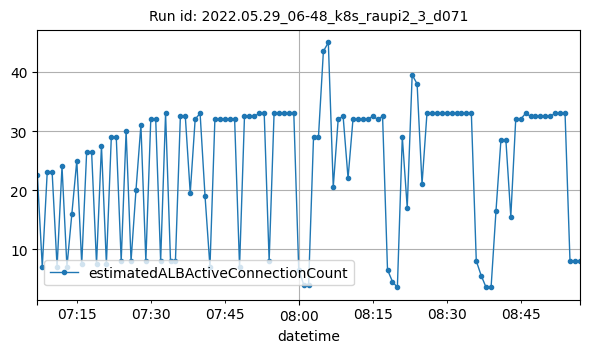 Run id: 2022.05.29_06-48_k8s_raupi2_3_d071
40
30
20
10
estimatedALBActiveConnectionCount
07:15 07:30 07:45 08:00 08:15 08:30 08:45
datetime